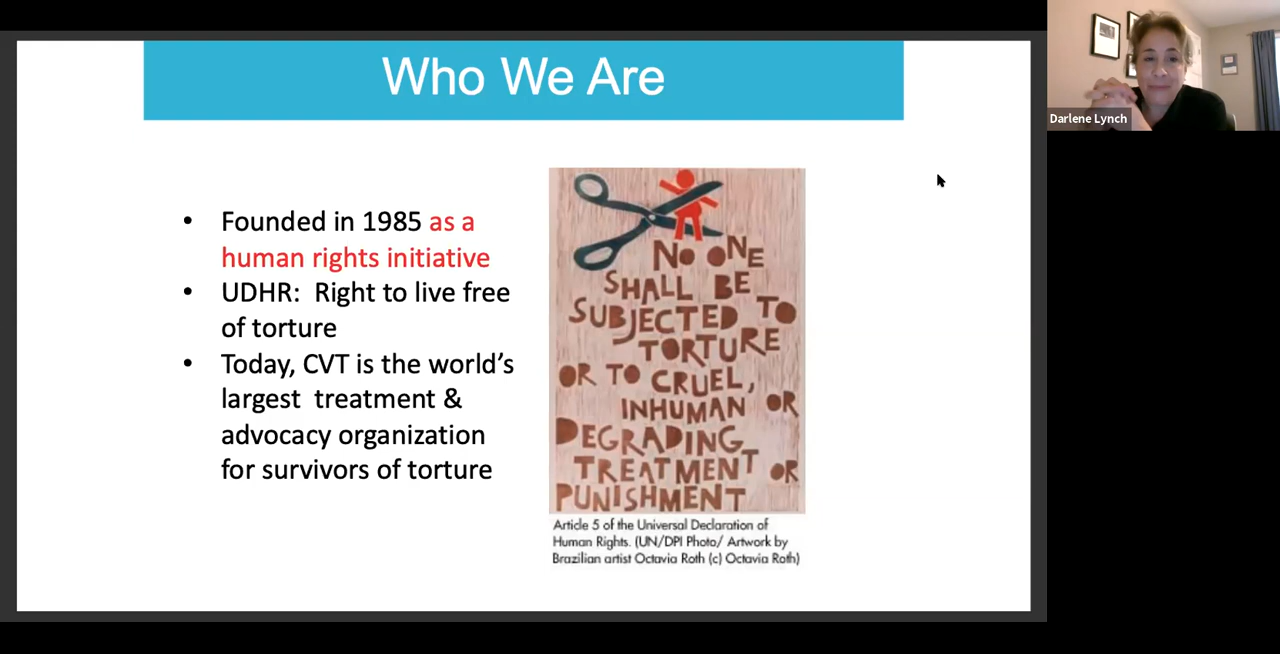 Who We Are
• Founded in 1985 as a
human rights initiative
• UDHR:  Right to live free
of torture
• Today, CVT is the world’s
largest  treatment &
advocacy organization
for survivors of torture
No ONE
SHALL BE
SUBJECTED TO
TORTURE
OR TO CRUEL,
INHUMAN OR
DEGRADING
TREATMENT OR
PUNISHMENT
Article 5 of the Universal Declaration of
Human Rights. (UN/DPI Photo/ Artwork by
Brazilian artist Octavia Roth (c) Octavia Roth)
Darlene Lynch